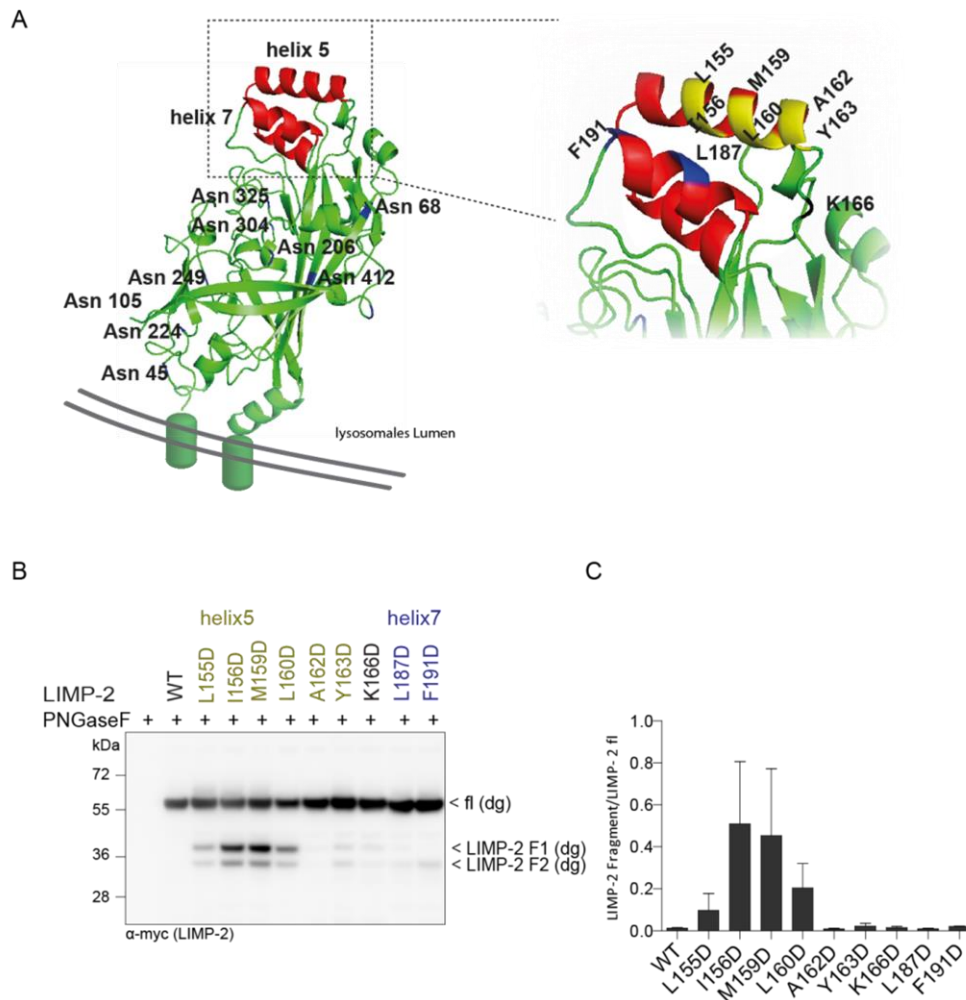 A
helix 5
helix 7
Asn 325
Asn 304
Asn 68
Asn 206
Asn 249
Asn 412
Asn 105
Asn 224
Asn 45
lysosomales Lumen
L155
M159
A162
I156
L160
Y163
F191
L187
K166
B
helix5 helix7
LIMP-2 WT L155D I156D M159D L160D A162D Y163D K166D L187D F191D
PNGaseF + + + + + + + + + + +
kDa
72
55
36
28
< fl (dg)
< LIMP-2 F1 (dg)
< LIMP-2 F2 (dg)
α-myc (LIMP-2)
C
LIMP-2 Fragment/LIMP- 2 fl
1.0
0.8
0.6
0.4
0.2
0.0
WT L155D I156D M159D L160D A162D Y163D K166D L187D F191D